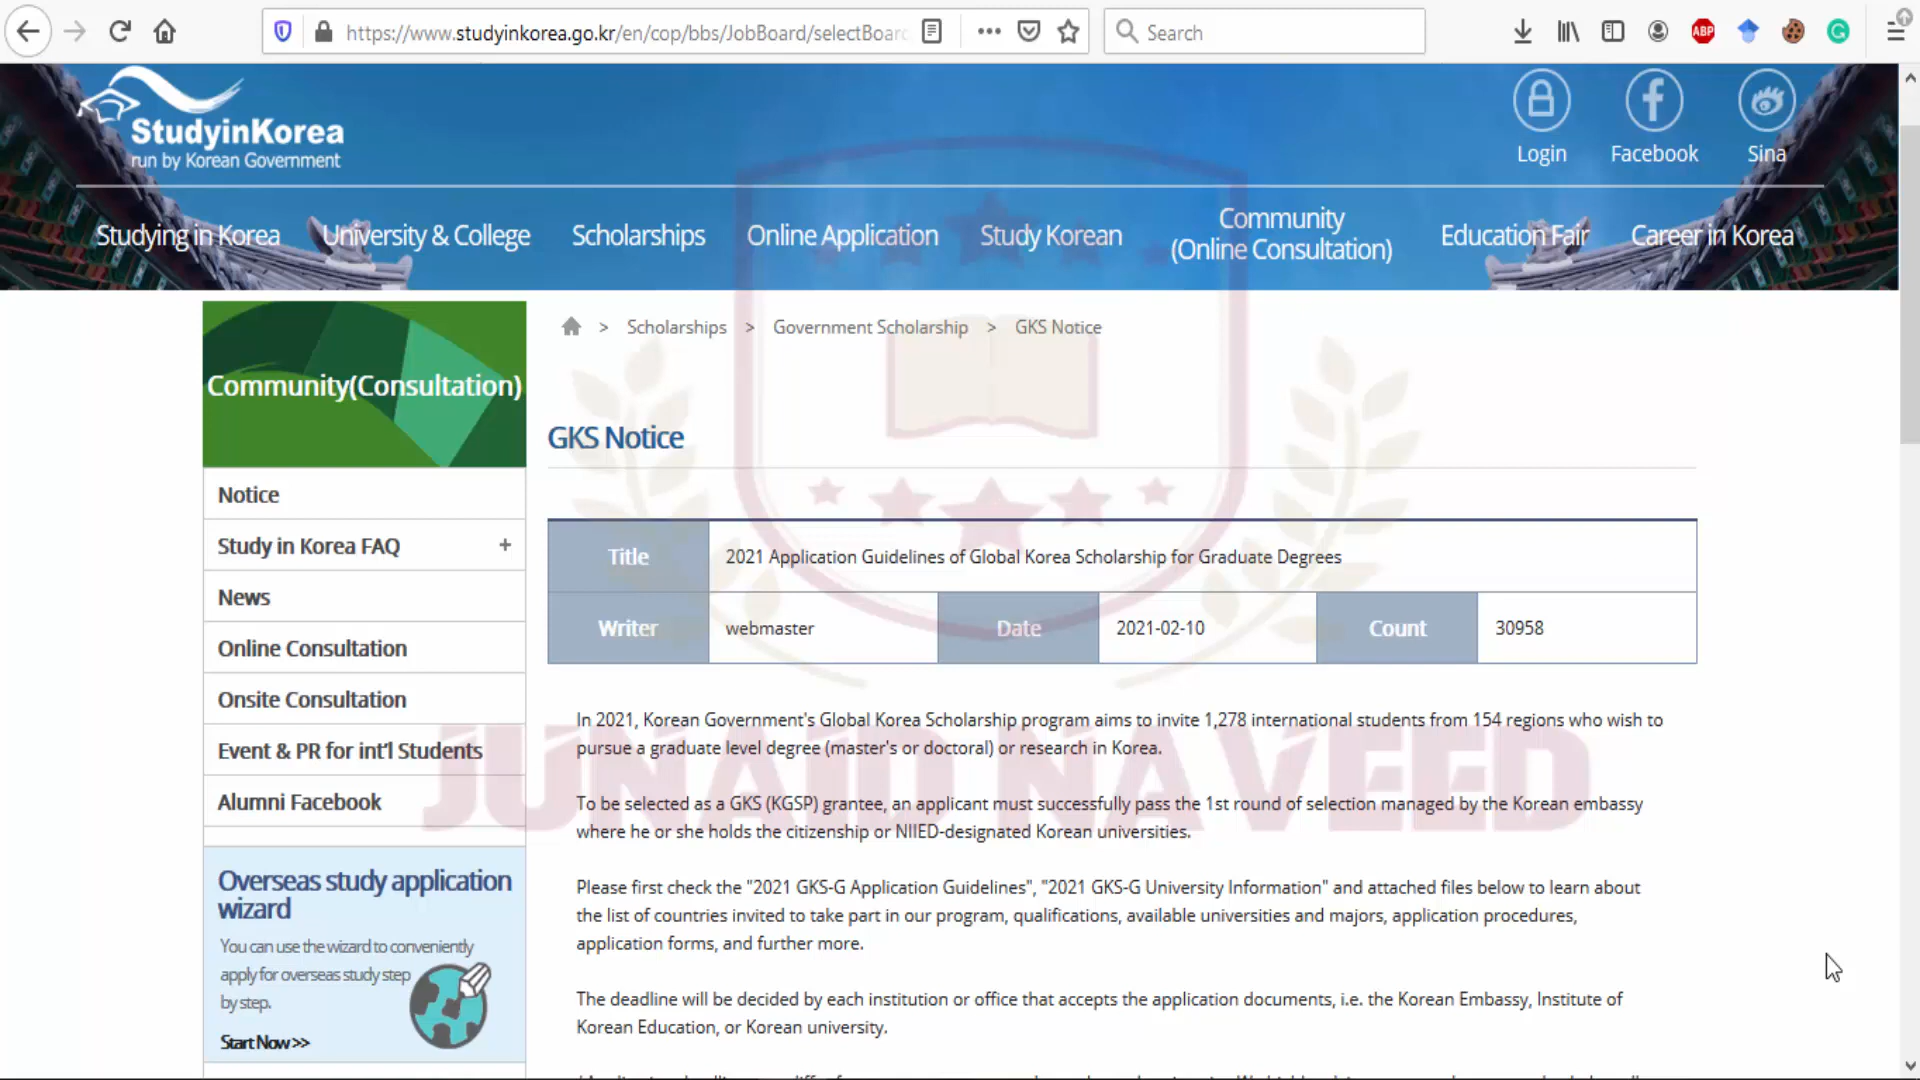 https://www.studyinkorea.go.kr/en/cop/bbs/JobBoard/selectBoar
Search
ABP
StudyinKorea
run by Korean Government
Login
Facebook
Sina
Studying in Korea
University & College
Scholarships
Online Application
Study Korean
Community
(Online Consultation)
Education Fair
Career in Korea
Community(Consultation)
> Scholarships > Government Scholarship > GKS Notice
GKS Notice
Notice
Study in Korea FAQ +
News
Online Consultation
Onsite Consultation
Event & PR for int'l Students
Alumni Facebook
Overseas study application
wizard
You can use the wizard to conveniently
apply for overseas study step
by step.
Start Now >>
Title 2021 Application Guidelines of Global Korea Scholarship for Graduate Degrees
Writer webmaster Date 2021-02-10 Count 30958
In 2021, Korean Government's Global Korea Scholarship program aims to invite 1,278 international students from 154 regions who wish to
pursue a graduate level degree (master's or doctoral) or research in Korea.
To be selected as a GKS (KGSP) grantee, an applicant must successfully pass the 1st round of selection managed by the Korean embassy
where he or she holds the citizenship or NIIED-designated Korean universities.
Please first check the "2021 GKS-G Application Guidelines", "2021 GKS-G University Information" and attached files below to learn about
the list of countries invited to take part in our program, qualifications, available universities and majors, application procedures,
application forms, and further more.
The deadline will be decided by each institution or office that accepts the application documents, i.e. the Korean Embassy, Institute of
Korean Education, or Korean university.
JUNAID NAVEED